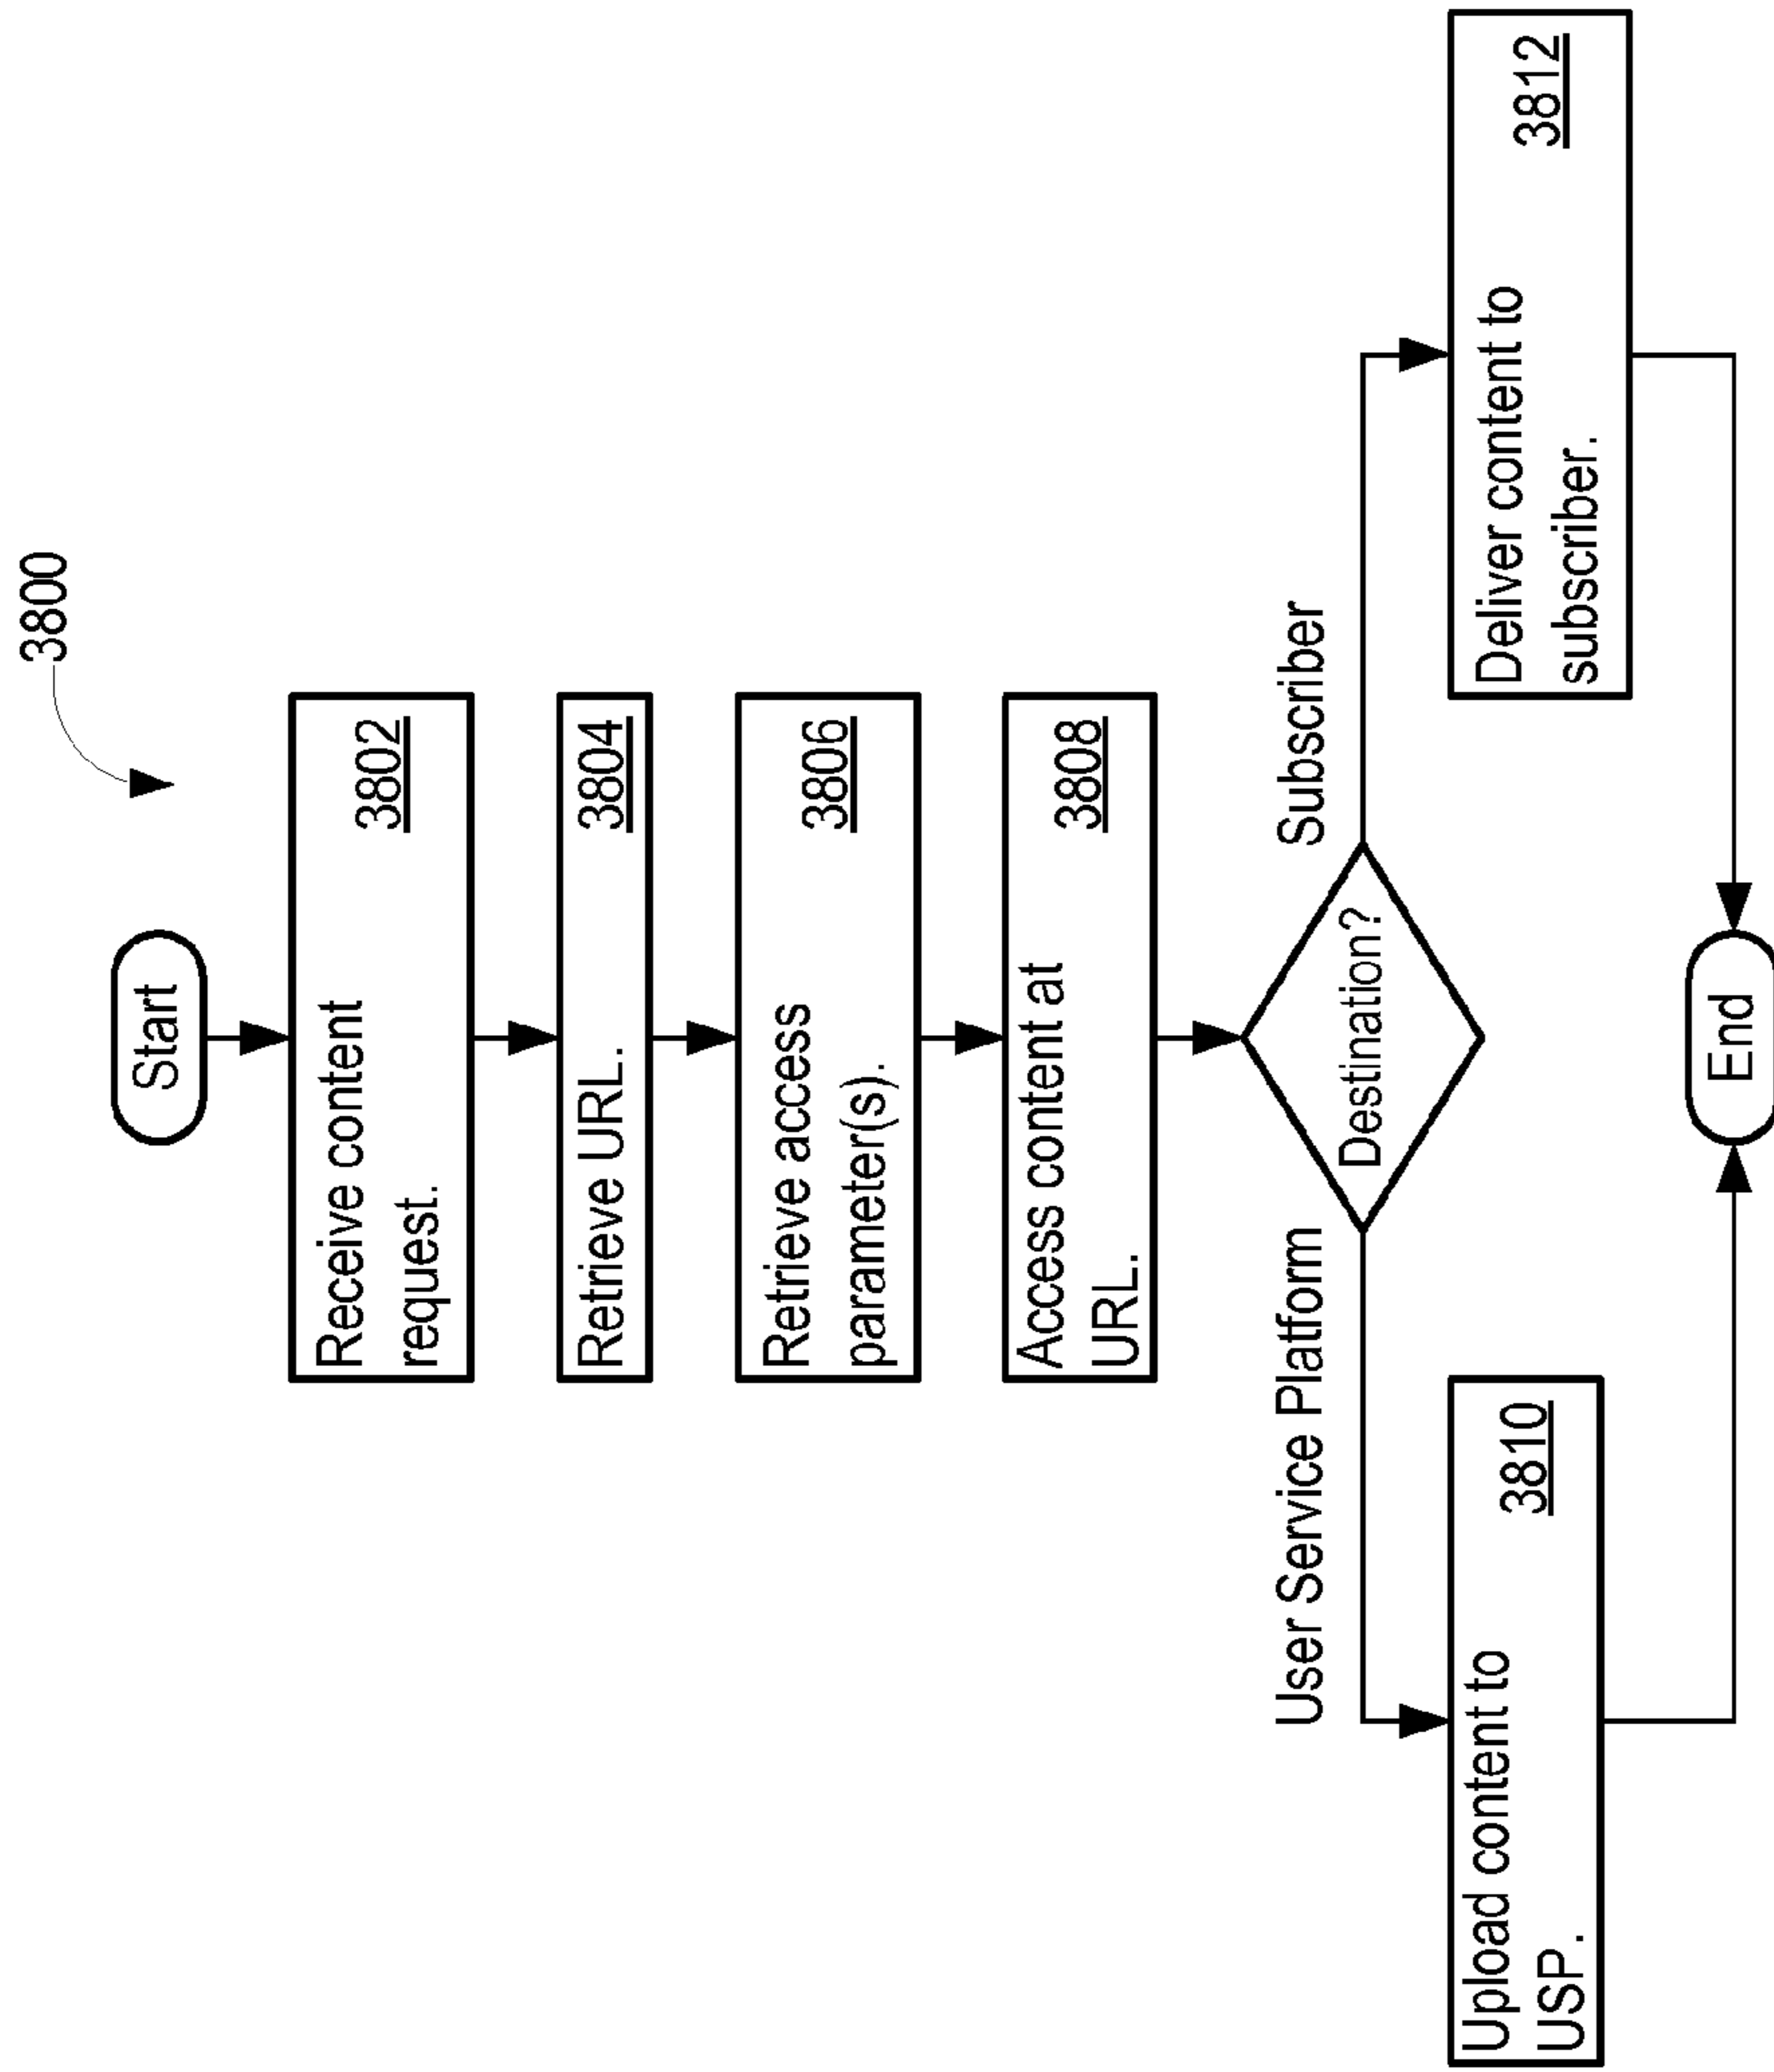 3800
Start
Receive content
request.
3802
Retrieve URL.
3804
Retrieve access
parameter(s).
3806
Access content at
URL.
3808
Destination?
User Service Platform
Subscriber
Upload content to
USP.
3810
Deliver content to
subscriber.
3812
End